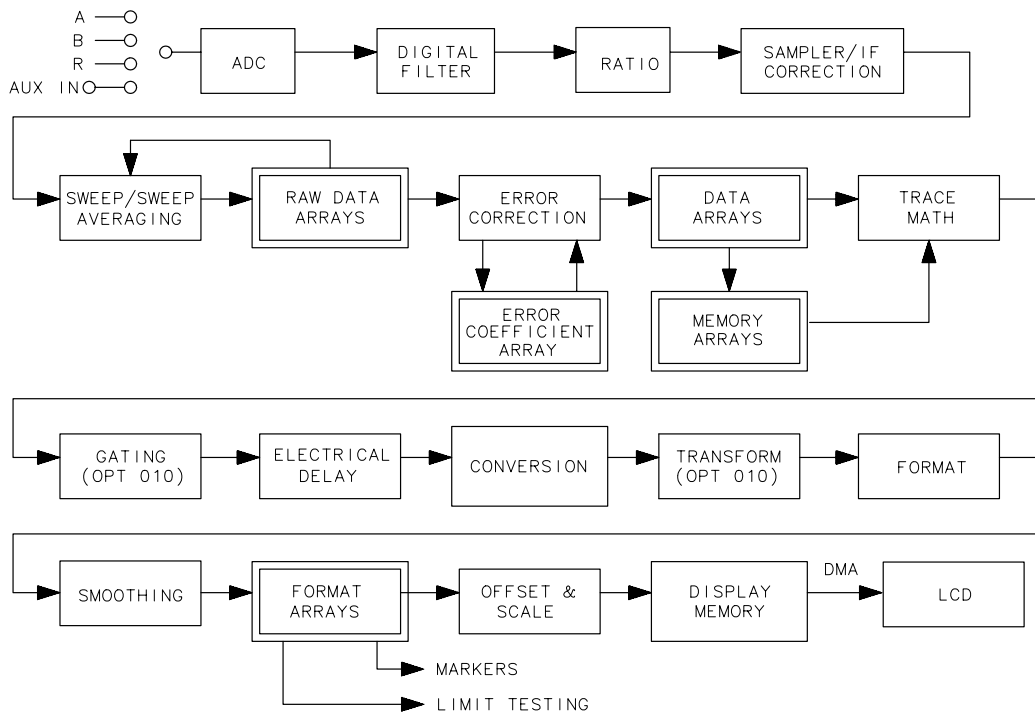 A
B
R
AUX IN
ADC
DIGITAL
FILTER
RATIO
SAMPLER/IF
CORRECTION
SWEEP/SWEEP
AVERAGING
RAW DATA
ARRAYS
ERROR
CORRECTION
DATA
ARRAYS
TRACE
MATH
ERROR
COEFFICIENT
ARRAY
MEMORY
ARRAYS
GATING
(OPT 010)
ELECTRICAL
DELAY
CONVERSION
TRANSFORM
(OPT 010)
FORMAT
SMOOTHING
FORMAT
ARRAYS
OFFSET &
SCALE
DISPLAY
MEMORY
DMA
LCD
MARKERS
LIMIT TESTING